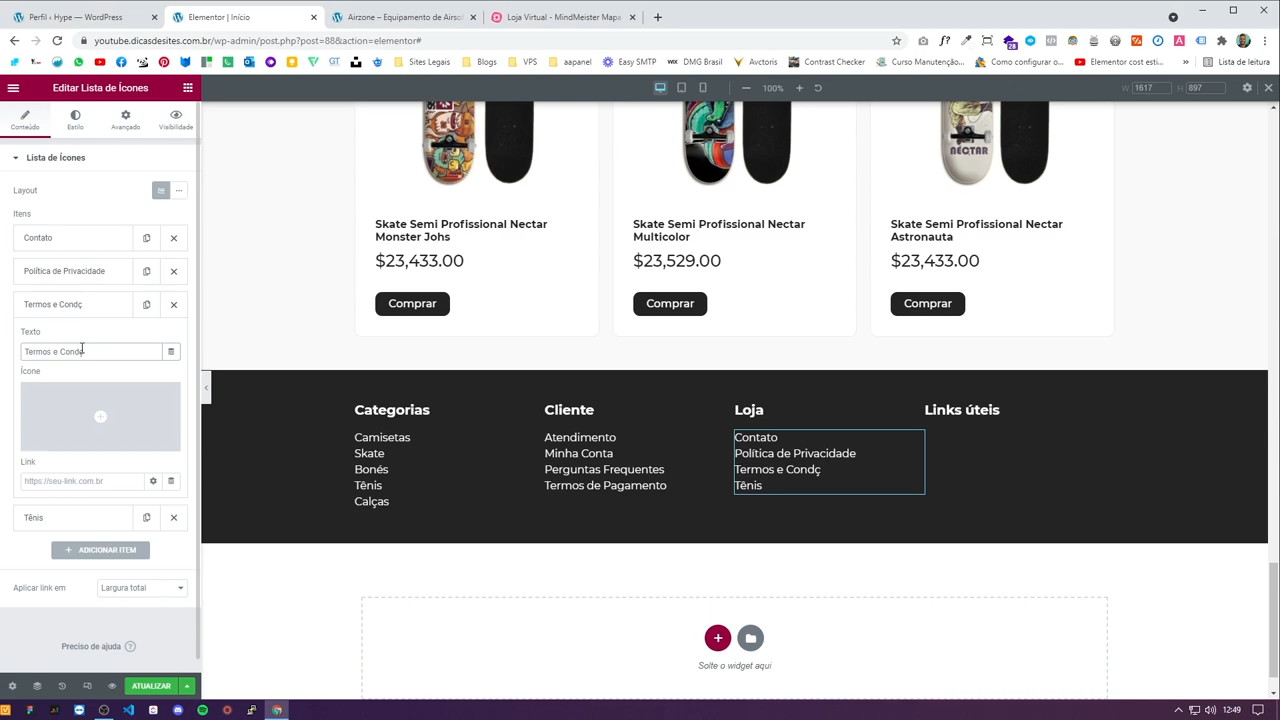 Perfil ‹ Hype — WordPress
Elementor | Início
Airzone – Equipamento de Airsof
Loja Virtual - MindMeister Mapa
youtube.dicasdesites.com.br/wp-admin/post.php?post=88&action=elementor#
28
Sites Legais
Blogs
VPS
aapanel
Easy SMTP
DMG Brasil
Avctoris
Contrast Checker
Curso Manutenção...
Como configurar o...
Elementor cost esti...
Lista de leitura
Editar Lista de Ícones
100%
W
1617
H
897
Conteúdo
Estilo
Avançado
Visibilidade
Lista de Ícones
Layout
Itens
Contato
Política de Privacidade
Termos e Condç
Texto
Termos e Condç
Ícone
Link
https://seu-link.com.br
Tênis
ADICIONAR ITEM
Aplicar link em
Largura total
Preciso de ajuda
ATUALIZAR
NECTAR
Skate Semi Profissional Nectar
Monster Johs
$23,433.00
Comprar
Skate Semi Profissional Nectar
Multicolor
$23,529.00
Comprar
Skate Semi Profissional Nectar
Astronauta
$23,433.00
Comprar
Categorias
Camisetas
Skate
Bonés
Tênis
Calças
Cliente
Atendimento
Minha Conta
Perguntas Frequentes
Termos de Pagamento
Loja
Contato
Política de Privacidade
Termos e Condç
Tênis
Links úteis
Solte o widget aqui
12:49